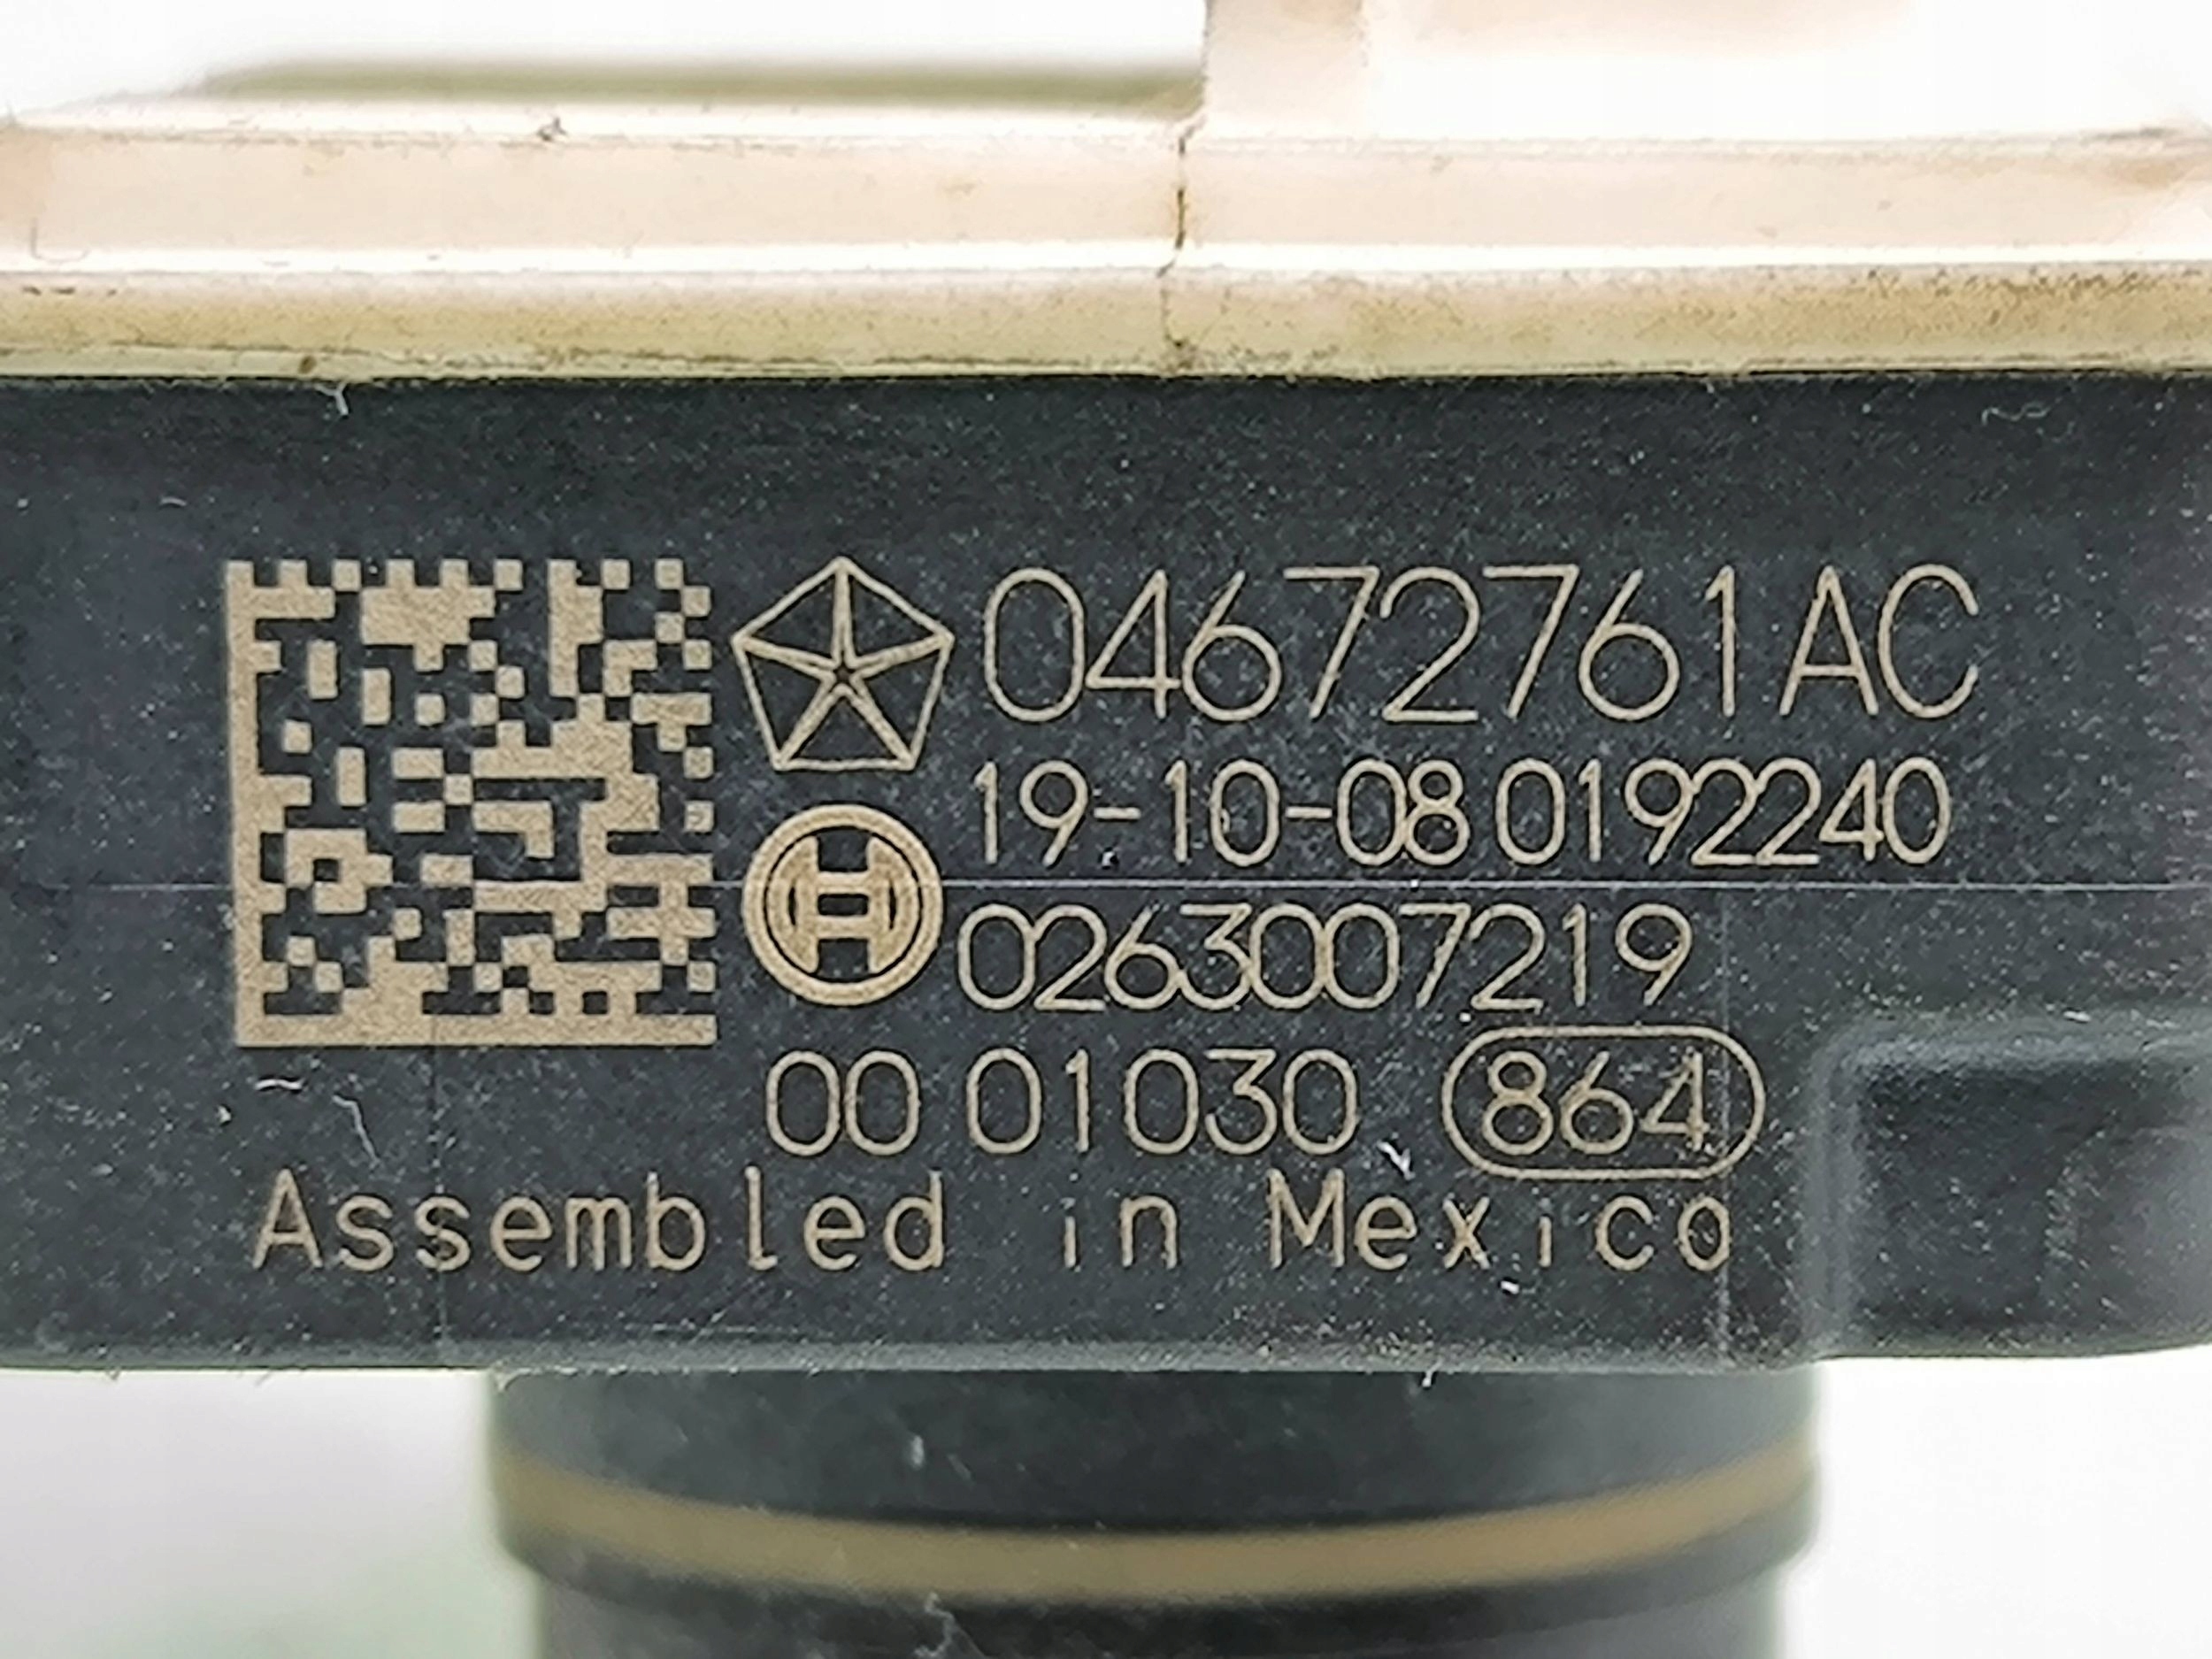 04672761AC
19-10-08 0192240
0263007219
00 01030 864
Assembled in Mexico